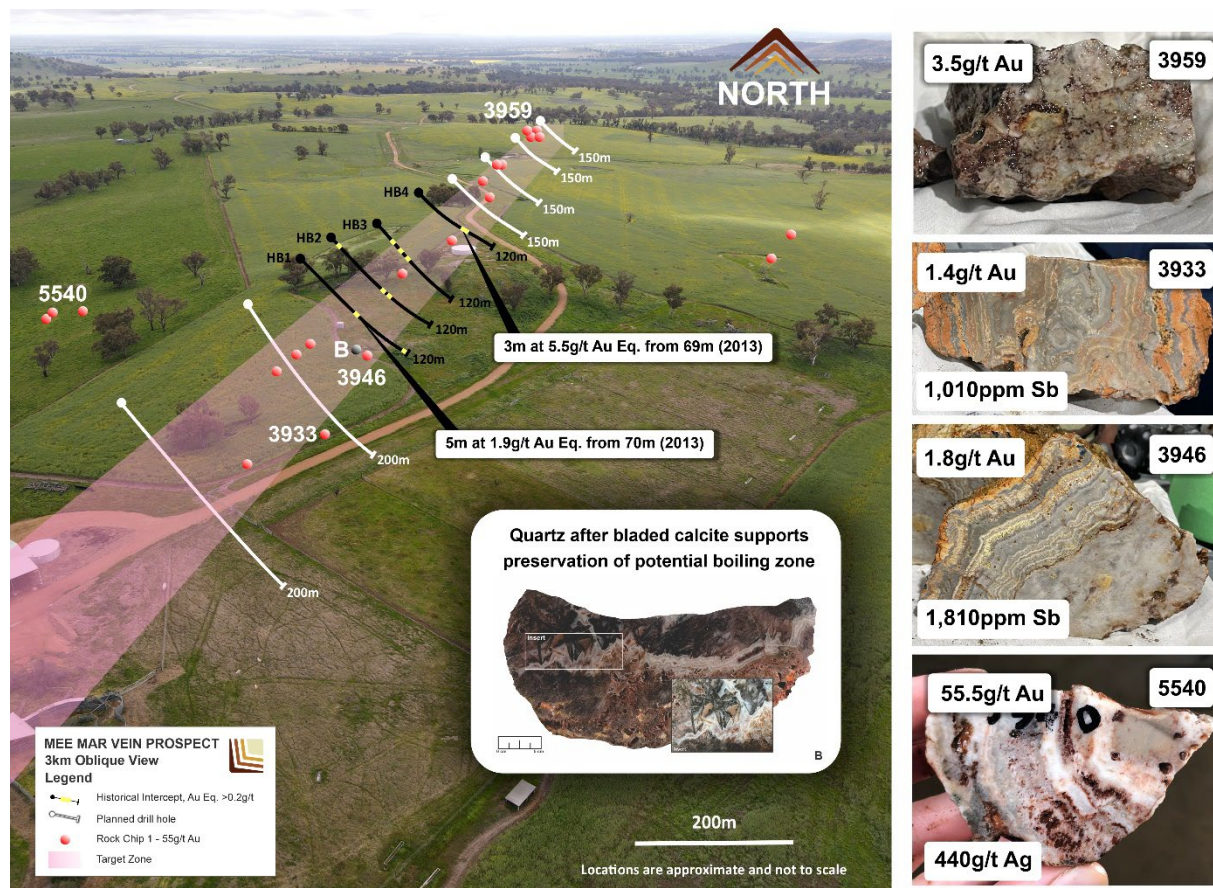 NORTH
3959
150m
150m
150m
150m
HB4
HB3
HB2
HB1
120m
120m
120m
120m
5540
3m at 5.5g/t Au Eq. from 69m (2013)
B
3946
5m at 1.9g/t Au Eq. from 70m (2013)
3933
200m
200m
Quartz after bladed calcite supports
preservation of potential boiling zone
Insert
Insert
B
MEE MAR VEIN PROSPECT
3km Oblique View
Legend
Historical Intercept, Au Eq. >0.2g/t
Planned drill hole
Rock Chip 1 - 55g/t Au
Target Zone
200m
Locations are approximate and not to scale
3.5g/t Au
3959
1.4g/t Au
3933
1,010ppm Sb
1.8g/t Au
3946
1,810ppm Sb
55.5g/t Au
5540
440g/t Ag